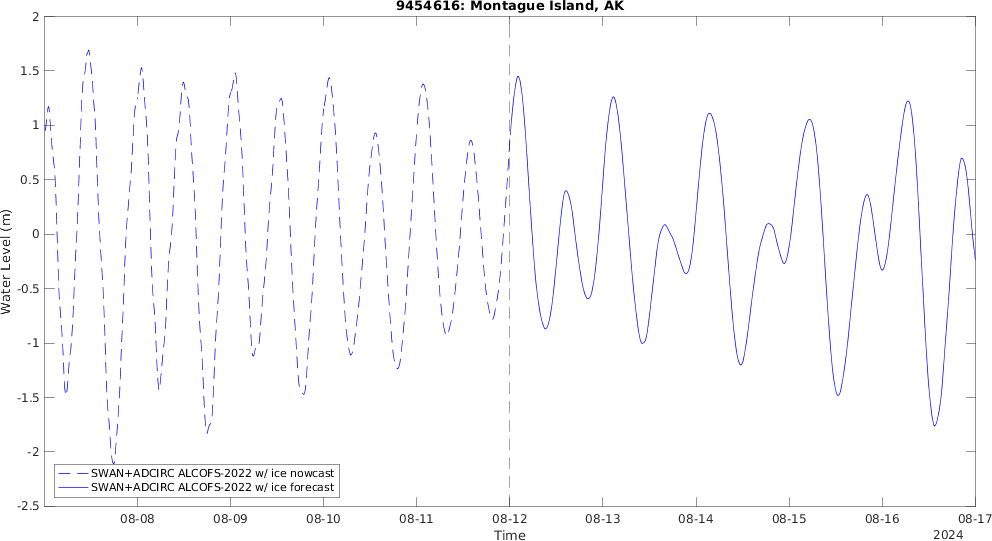 9454616: Montague Island, AK
2
1.5
1
0.5
0
-0.5
-1
-1.5
-2
-2.5
Water Level (m)
SWAN+ADCIRC ALCOFS-2022 w/ ice nowcast
SWAN+ADCIRC ALCOFS-2022 w/ ice forecast
08-08 08-09 08-10 08-11 08-12 08-13 08-14 08-15 08-16 08-17
Time
2024